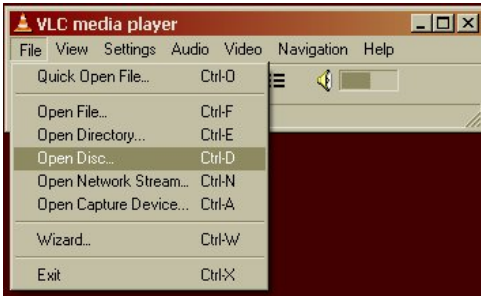 VLC media player
File View Settings Audio Video Navigation Help
Quick Open File... Ctrl-O
Open File... Ctrl-F
Open Directory... Ctrl-E
Open Disc... Ctrl-D
Open Network Stream... Ctrl-N
Open Capture Device... Ctrl-A
Wizard... Ctrl-W
Exit Ctrl-X